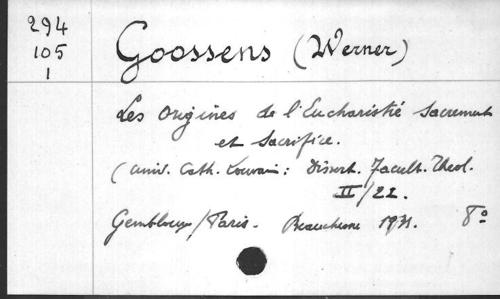 294
105
1
Goossens (Werner)
Les Origines de l'Eucharistie Sacrement
et Sacrifice.
(Univ. Cath. Louvain: Dissert. Facult. Theol.
II/22.
Gembloux/Paris. Beauchesne 1931. 8°